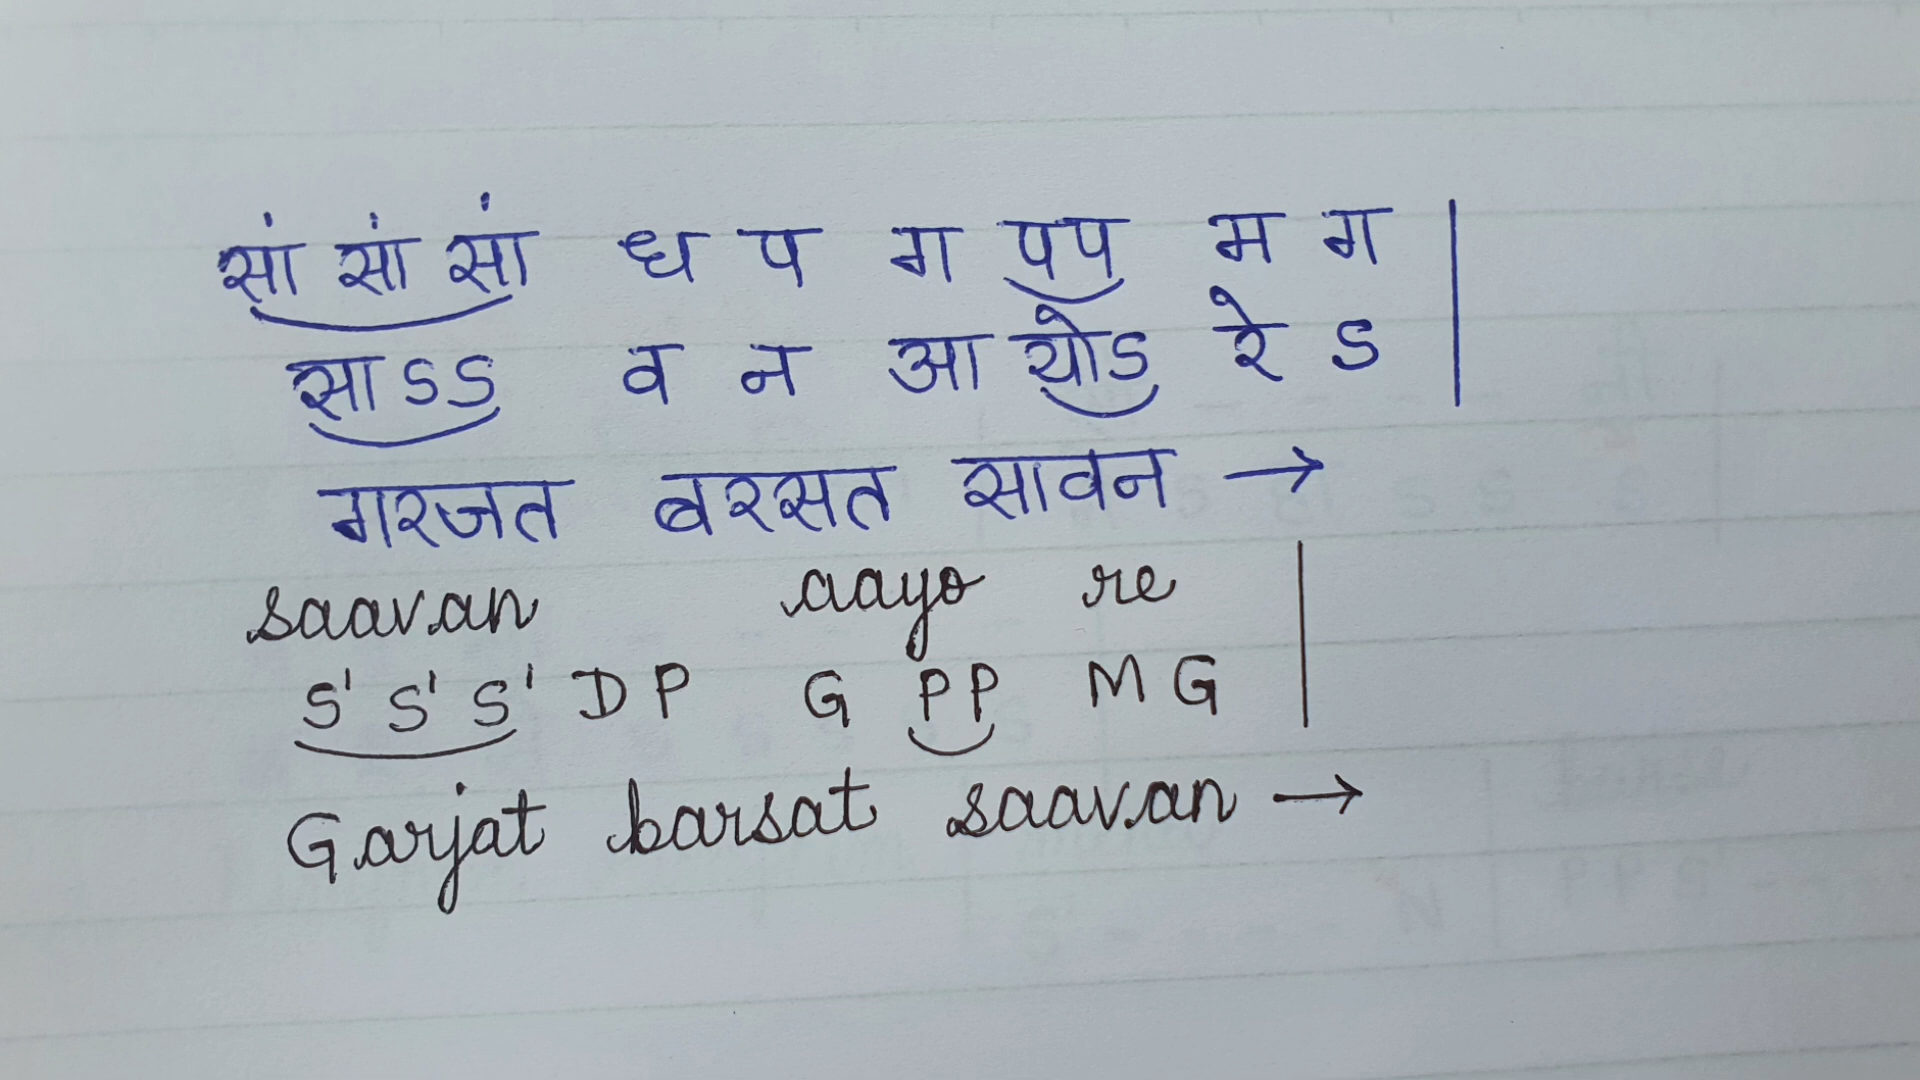 सां सां सां ध प ग पप म ग |
साऽऽ व न आ योऽ रे ऽ |
गरजत बरसत सावन →
saavan aayo re |
S' S' S' D P G PP M G |
Garjat barsat saavan →